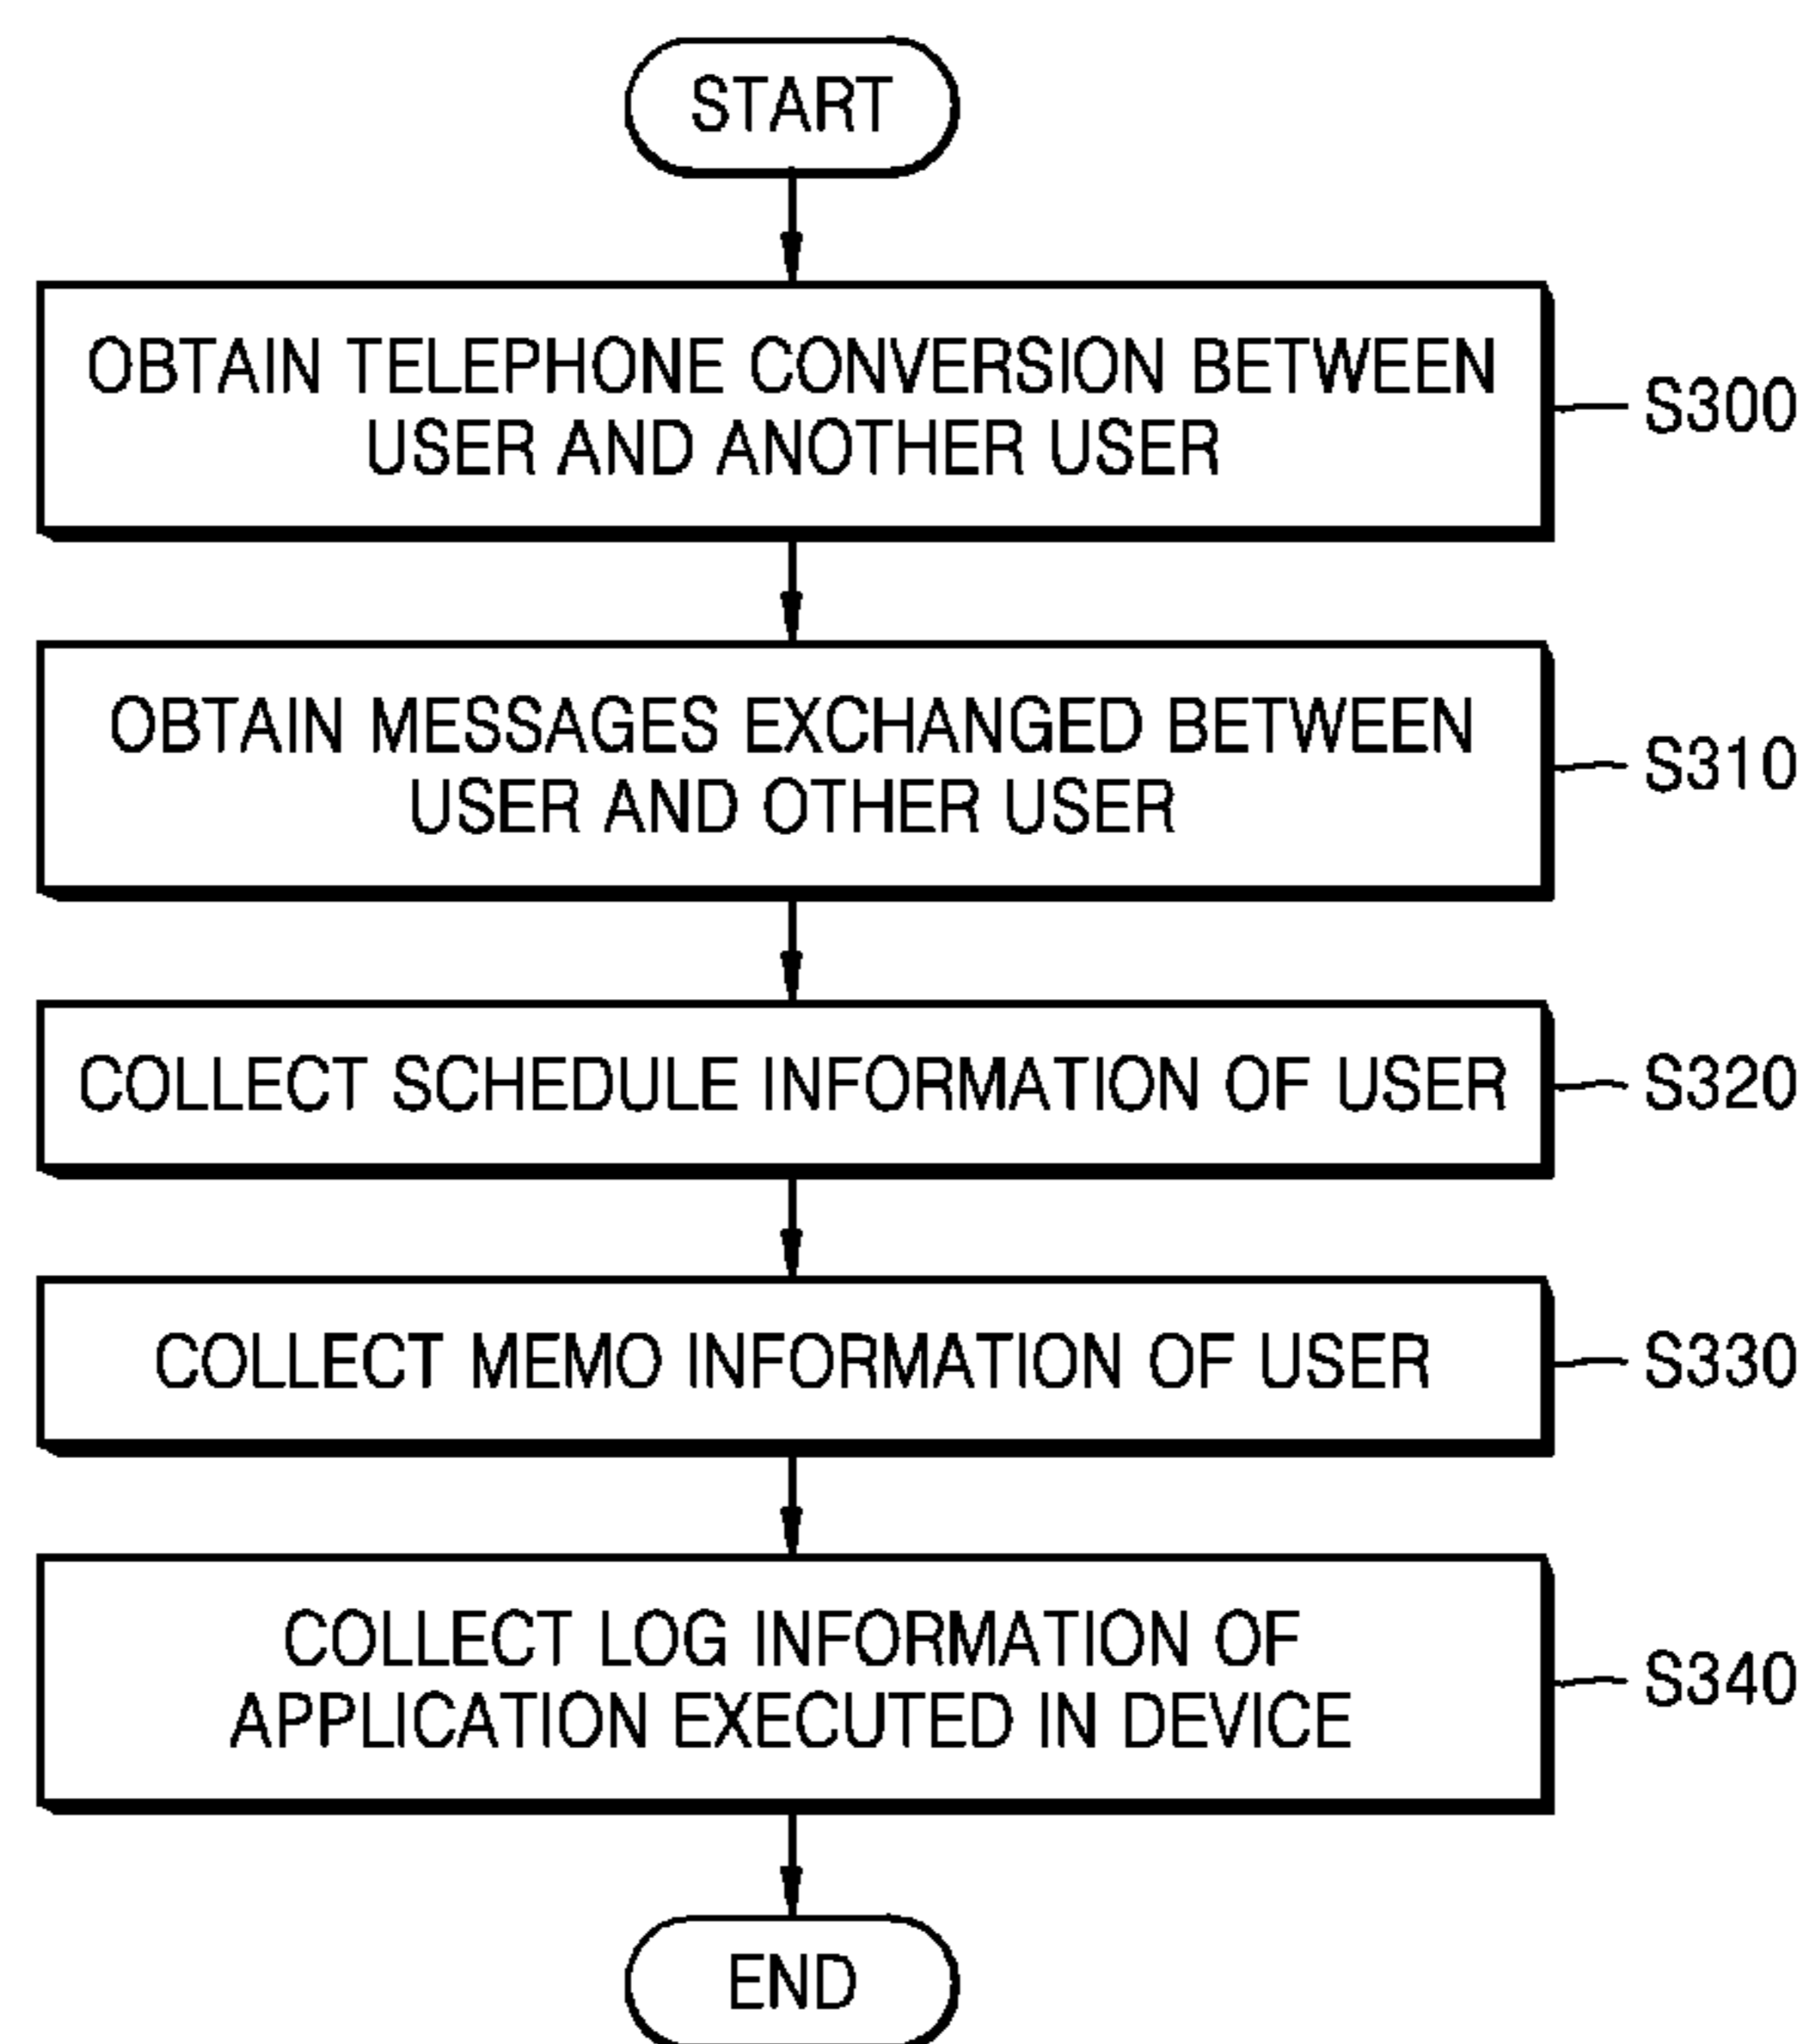 START
OBTAIN TELEPHONE CONVERSION BETWEEN
USER AND ANOTHER USER
S300
OBTAIN MESSAGES EXCHANGED BETWEEN
USER AND OTHER USER
S310
COLLECT SCHEDULE INFORMATION OF USER
S320
COLLECT MEMO INFORMATION OF USER
S330
COLLECT LOG INFORMATION OF
APPLICATION EXECUTED IN DEVICE
S340
END